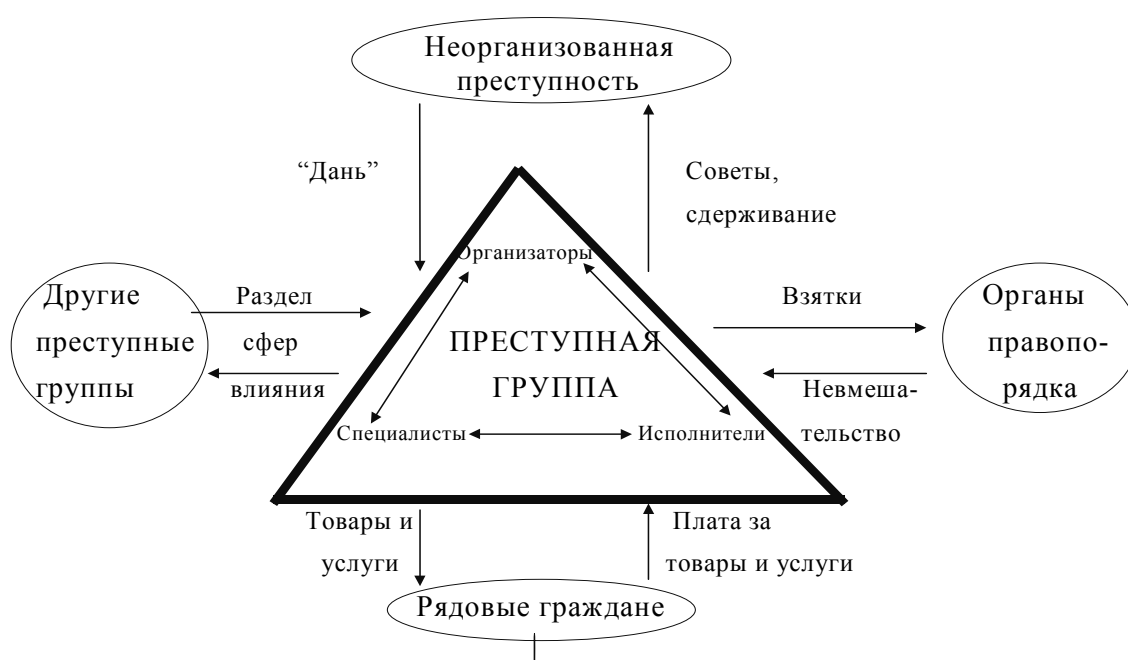 Неорганизованная
преступность
“Дань”
Советы,
сдерживание
Организаторы
Другие
преступные
группы
Раздел
сфер
влияния
ПРЕСТУПНАЯ
ГРУППА
Взятки
Невмеша-
тельство
Органы
правопо-
рядка
Специалисты
Исполнители
Товары и
услуги
Плата за
товары и услуги
Рядовые граждане